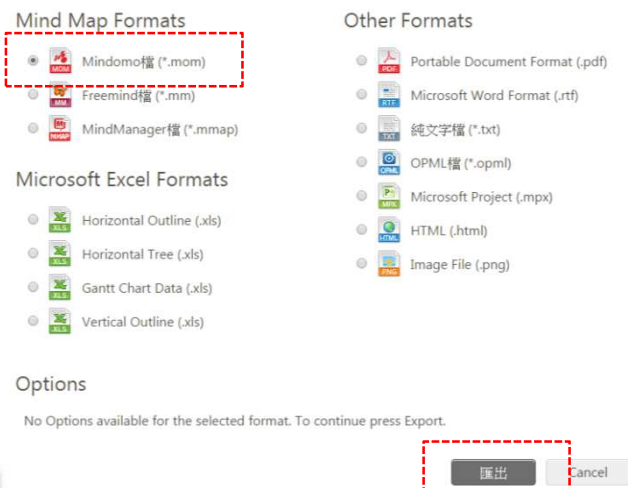 Mind Map Formats
Mindomo檔 (*.mom)
Freemind檔 (*.mm)
MindManager檔 (*.mmap)
Microsoft Excel Formats
Horizontal Outline (.xls)
Horizontal Tree (.xls)
Gantt Chart Data (.xls)
Vertical Outline (.xls)
Other Formats
Portable Document Format (.pdf)
Microsoft Word Format (.rtf)
純文字檔 (*.txt)
OPML檔 (*.opml)
Microsoft Project (.mpx)
HTML (.html)
Image File (.png)
Options
No Options available for the selected format. To continue press Export.
匯出
Cancel